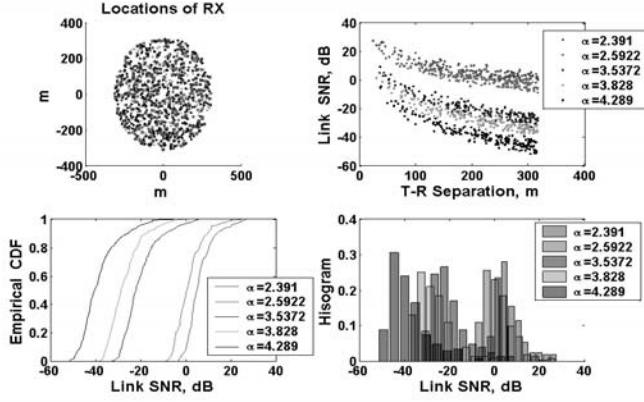 Locations of RX
400
200
0
-200
-400
m
-500 0 500
m
40
20
0
-20
-40
-60
Link SNR, dB
0 100 200 300 400
T-R Separation, m
α=2.391
α=2.5922
α=3.5372
α=3.828
α=4.289
1
0.8
0.6
0.4
0.2
0
Empirical CDF
-60 -40 -20 0 20 40
Link SNR, dB
α=2.391
α=2.5922
α=3.5372
α=3.828
α=4.289
0.4
0.3
0.2
0.1
0
Hisogram
-60 -40 -20 0 20 40
Link SNR, dB
α=2.391
α=2.5922
α=3.5372
α=3.828
α=4.289